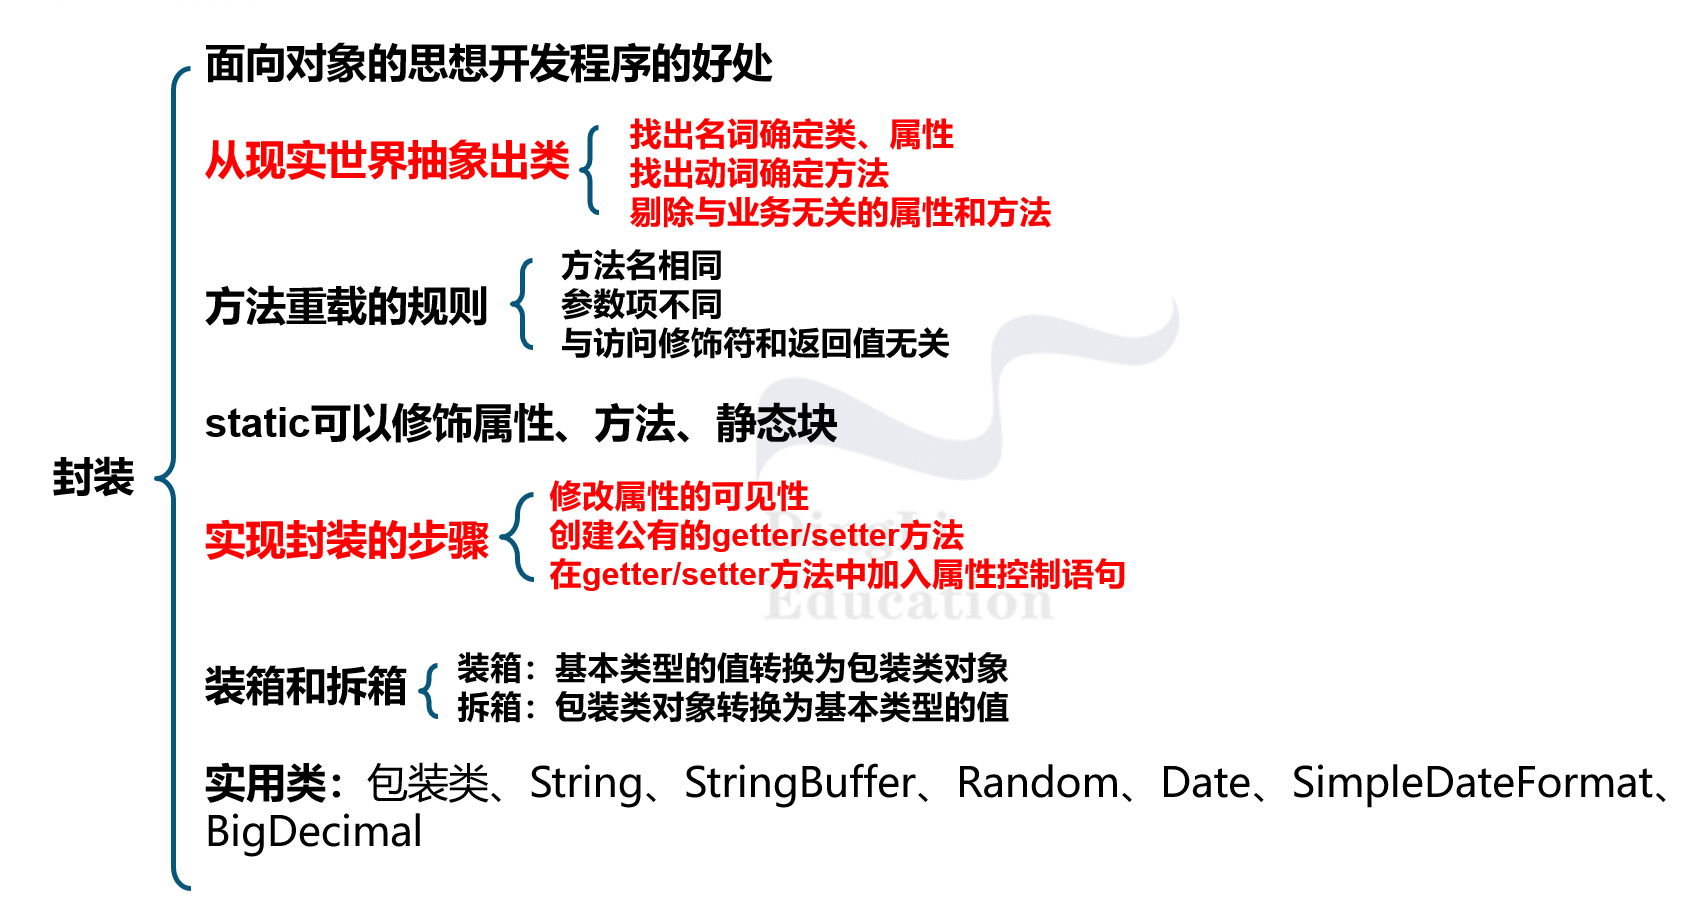 面向对象的思想开发程序的好处
从现实世界抽象出类
找出名词确定类、属性
找出动词确定方法
剔除与业务无关的属性和方法
方法重载的规则
方法名相同
参数项不同
与访问修饰符和返回值无关
static可以修饰属性、方法、静态块
封装
实现封装的步骤
修改属性的可见性
创建公有的getter/setter方法
在getter/setter方法中加入属性控制语句
DingLi
Education
装箱和拆箱
装箱：基本类型的值转换为包装类对象
拆箱：包装类对象转换为基本类型的值
实用类：包装类、String、StringBuffer、Random、Date、SimpleDateFormat、
BigDecimal